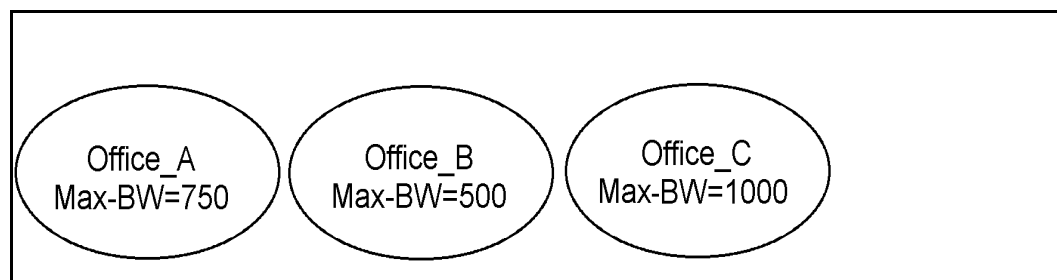 Office_A
Max-BW=750
Office_B
Max-BW=500
Office_C
Max-BW=1000